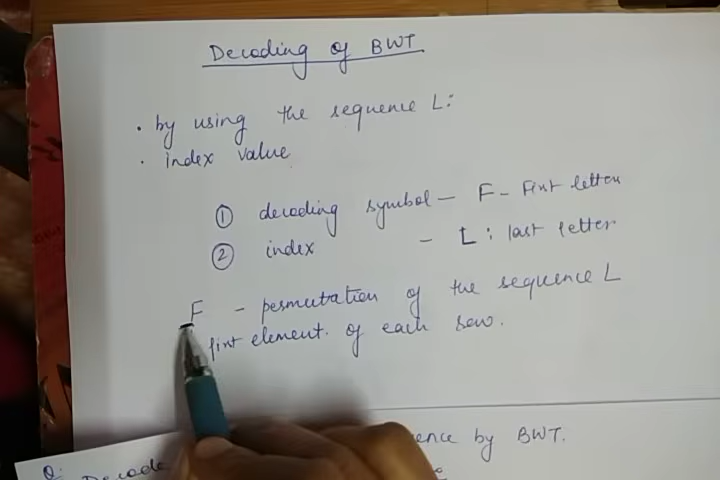 Decoding of BWT
. by using the sequence L:
. index value
① decoding symbol - F - First letter
② index - L: last letter
F - permutation of the sequence L
first element. of each row.
ence by BWT.
Q: Decode